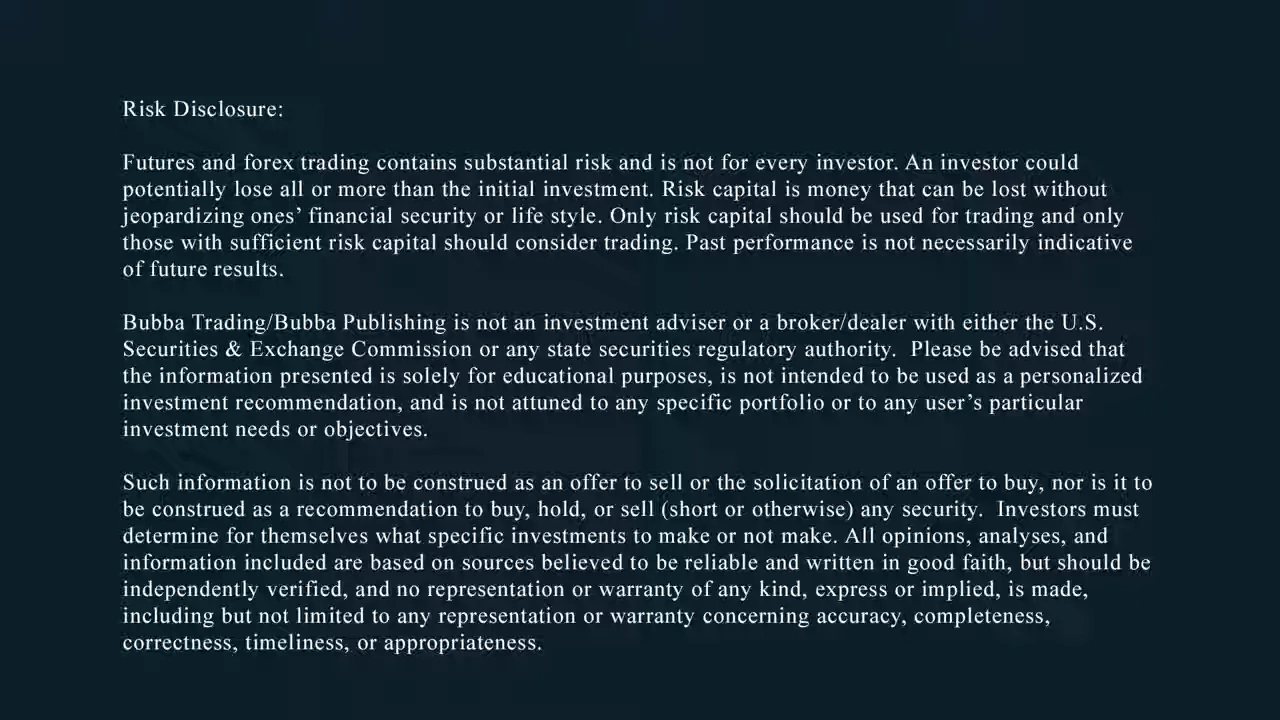 Risk Disclosure:
Futures and forex trading contains substantial risk and is not for every investor. An investor could
potentially lose all or more than the initial investment. Risk capital is money that can be lost without
jeopardizing ones’ financial security or life style. Only risk capital should be used for trading and only
those with sufficient risk capital should consider trading. Past performance is not necessarily indicative
of future results.
Bubba Trading/Bubba Publishing is not an investment adviser or a broker/dealer with either the U.S.
Securities & Exchange Commission or any state securities regulatory authority.  Please be advised that
the information presented is solely for educational purposes, is not intended to be used as a personalized
investment recommendation, and is not attuned to any specific portfolio or to any user’s particular
investment needs or objectives.
Such information is not to be construed as an offer to sell or the solicitation of an offer to buy, nor is it to
be construed as a recommendation to buy, hold, or sell (short or otherwise) any security.  Investors must
determine for themselves what specific investments to make or not make. All opinions, analyses, and
information included are based on sources believed to be reliable and written in good faith, but should be
independently verified, and no representation or warranty of any kind, express or implied, is made,
including but not limited to any representation or warranty concerning accuracy, completeness,
correctness, timeliness, or appropriateness.